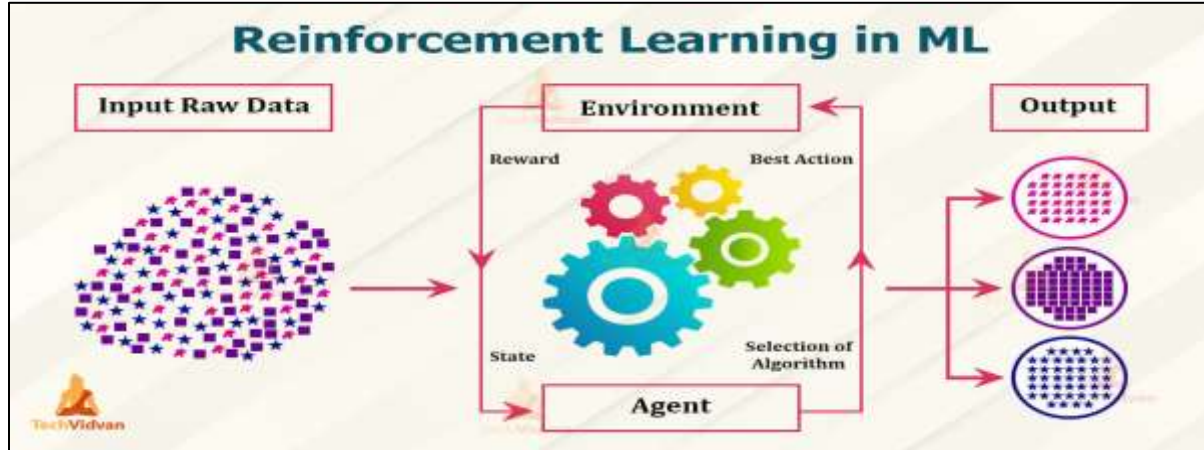 Reinforcement Learning in ML
Input Raw Data
Environment
Output
Reward
Best Action
State
Selection of
Algorithm
Agent
TechVidvan